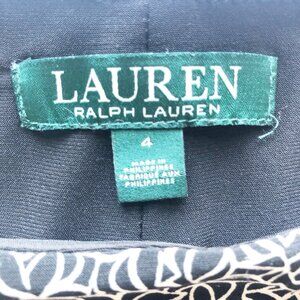 LAUREN
RALPH LAUREN
4
MADE IN
PHILIPPINES
FABRIQUÉ AUX
PHILIPPINES